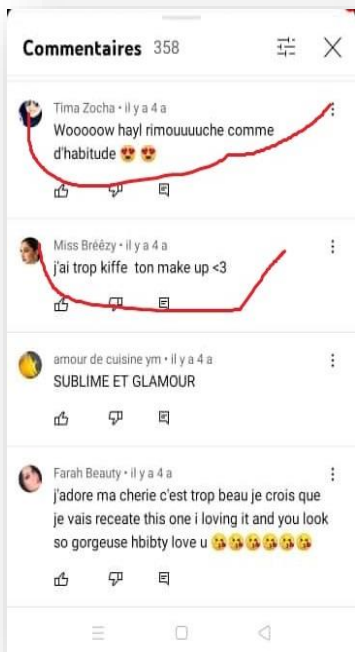 Commentaires 358
Tima Zocha • il y a 4 a
Wooooow hayl rimouuuuche comme
d'habitude 😍 😍
Miss Bréézy • il y a 4 a
j'ai trop kiffe ton make up <3
amour de cuisine ym • il y a 4 a
SUBLIME ET GLAMOUR
Farah Beauty • il y a 4 a
j'adore ma cherie c'est trop beau je crois que
je vais receate this one i loving it and you look
so gorgeuse hbibty love u 😘😘😘😘😘😘